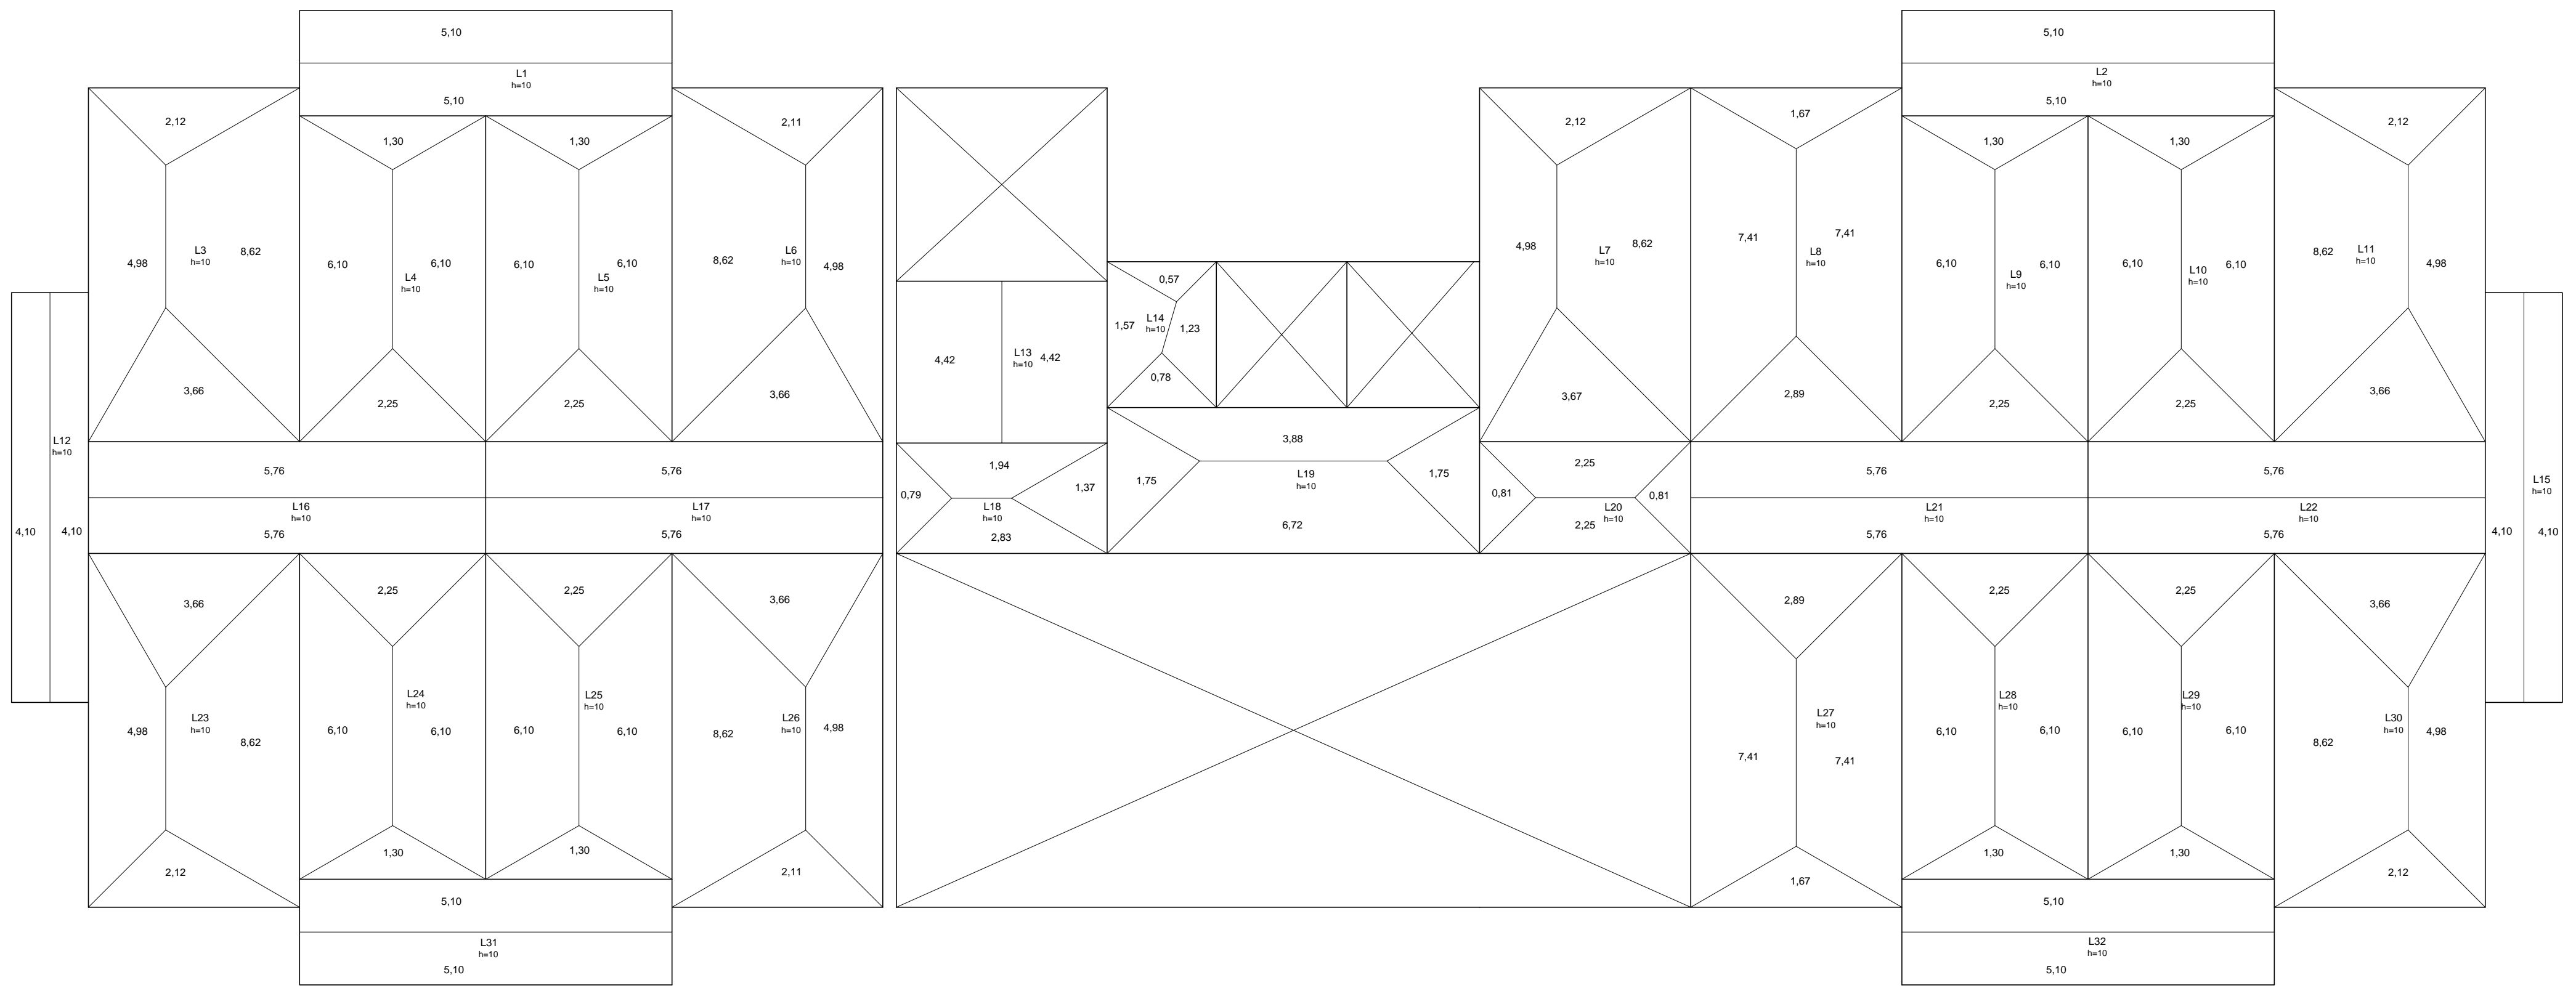 5,10
L1
h=10
5,10
5,10
L2
h=10
5,10
2,12
4,98
L3
h=10
8,62
3,66
1,30
6,10
L4
h=10
6,10
2,25
1,30
6,10
L5
h=10
6,10
2,25
2,11
8,62
L6
h=10
4,98
3,66
2,12
4,98
L7
h=10
8,62
3,67
1,67
7,41
L8
h=10
7,41
2,89
1,30
6,10
L9
h=10
6,10
2,25
1,30
6,10
L10
h=10
6,10
2,25
2,12
8,62
L11
h=10
4,98
3,66
L12
h=10
4,10
4,10
4,42
L13
h=10
4,42
0,57
1,57
L14
h=10
1,23
0,78
L15
h=10
4,10
4,10
5,76
L16
h=10
5,76
5,76
L17
h=10
5,76
1,94
0,79
L18
h=10
1,37
2,83
3,88
1,75
L19
h=10
1,75
6,72
2,25
0,81
L20
h=10
0,81
2,25
5,76
L21
h=10
5,76
5,76
L22
h=10
5,76
3,66
4,98
L23
h=10
8,62
2,12
2,25
6,10
L24
h=10
6,10
1,30
2,25
6,10
L25
h=10
6,10
1,30
3,66
8,62
L26
h=10
4,98
2,11
2,89
7,41
L27
h=10
7,41
1,67
2,25
6,10
L28
h=10
6,10
1,30
2,25
6,10
L29
h=10
6,10
1,30
3,66
8,62
L30
h=10
4,98
2,12
5,10
L31
h=10
5,10
5,10
L32
h=10
5,10